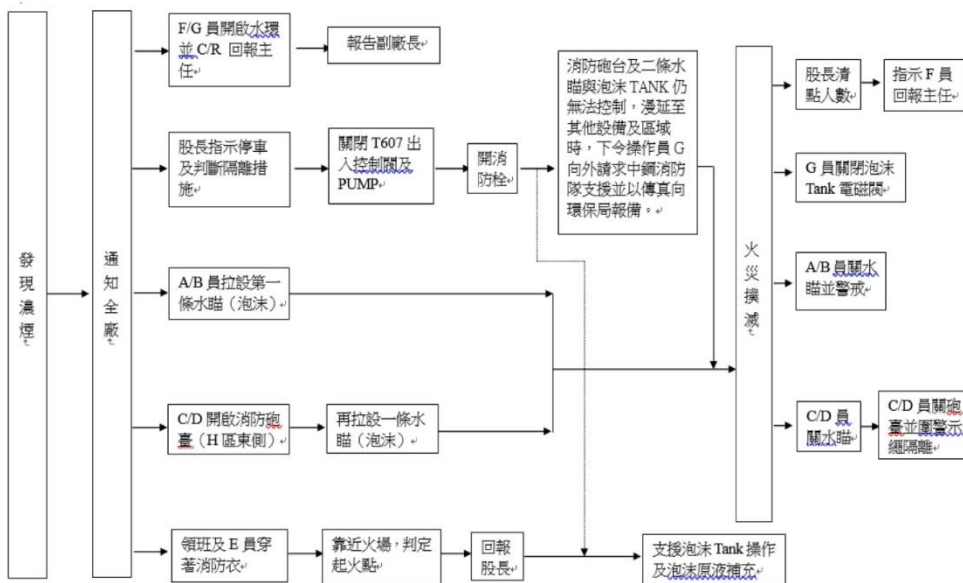 發現濃煙
通知全廠
F/G 員開啟水環
並 C/R 回報主
任
報告副廠長
股長指示停車
及判斷隔離措
施
關閉 T607 出
入控制閥及
PUMP
開消
防栓
消防砲台及二條水
瞄與泡沫 TANK 仍
無法控制，漫延至
其他設備及區域
時，下令操作員 G
向外請求中鋼消防
隊支援並以傳真向
環保局報備。
A/B 員拉設第一
條水瞄（泡沫）
C/D 開啟消防砲
臺（H 區東側）
再拉設一條水
瞄（泡沫）
領班及 E 員穿
著消防衣
靠近火場，判定
起火點
回報
股長
支援泡沫 Tank 操作
及泡沫原液補充
火災撲滅
股長清
點人數
指示 F 員
回報主任
G 員關閉泡沫
Tank 電磁閥
A/B 員關水
瞄並警戒
C/D 員
關水瞄
C/D 員關砲
臺並圍警示
繩隔離